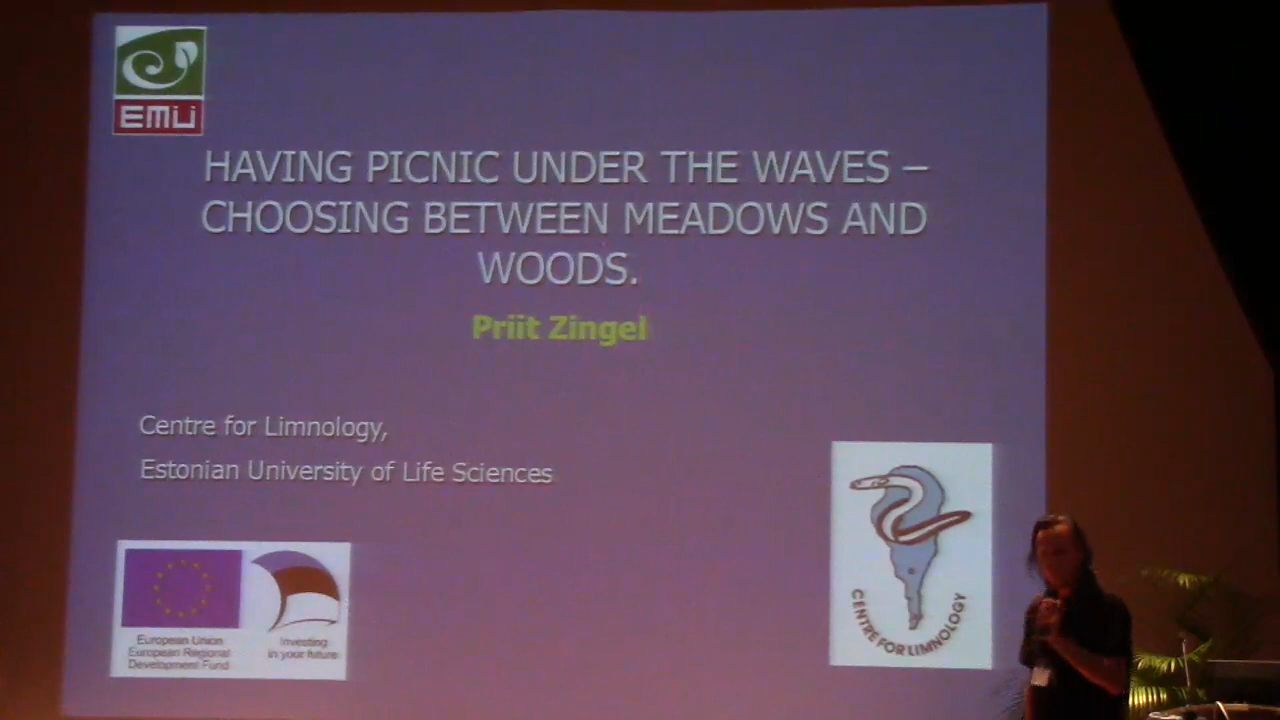 EMÜ
HAVING PICNIC UNDER THE WAVES –
CHOOSING BETWEEN MEADOWS AND
WOODS.
Priit Zingel
Centre for Limnology,
Estonian University of Life Sciences
European Union
European Regional
Development Fund
Investing
in your future
CENTRE FOR LIMNOLOGY